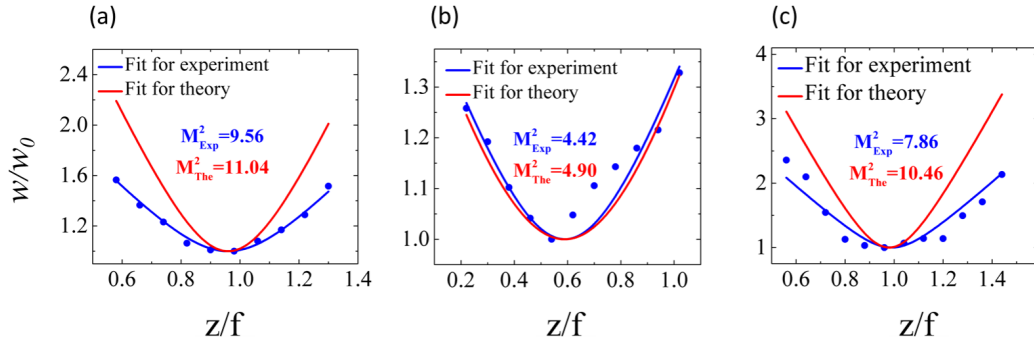 (a)
(b)
(c)
w/w0
2.4
2.0
1.6
1.2
Fit for experiment
Fit for theory
M²Exp=9.56
M²The=11.04
0.6 0.8 1.0 1.2 1.4
z/f
1.3
1.2
1.1
1.0
Fit for experiment
Fit for theory
M²Exp=4.42
M²The=4.90
0.2 0.4 0.6 0.8 1.0
z/f
4
3
2
1
Fit for experiment
Fit for theory
M²Exp=7.86
M²The=10.46
0.6 0.8 1.0 1.2 1.4
z/f